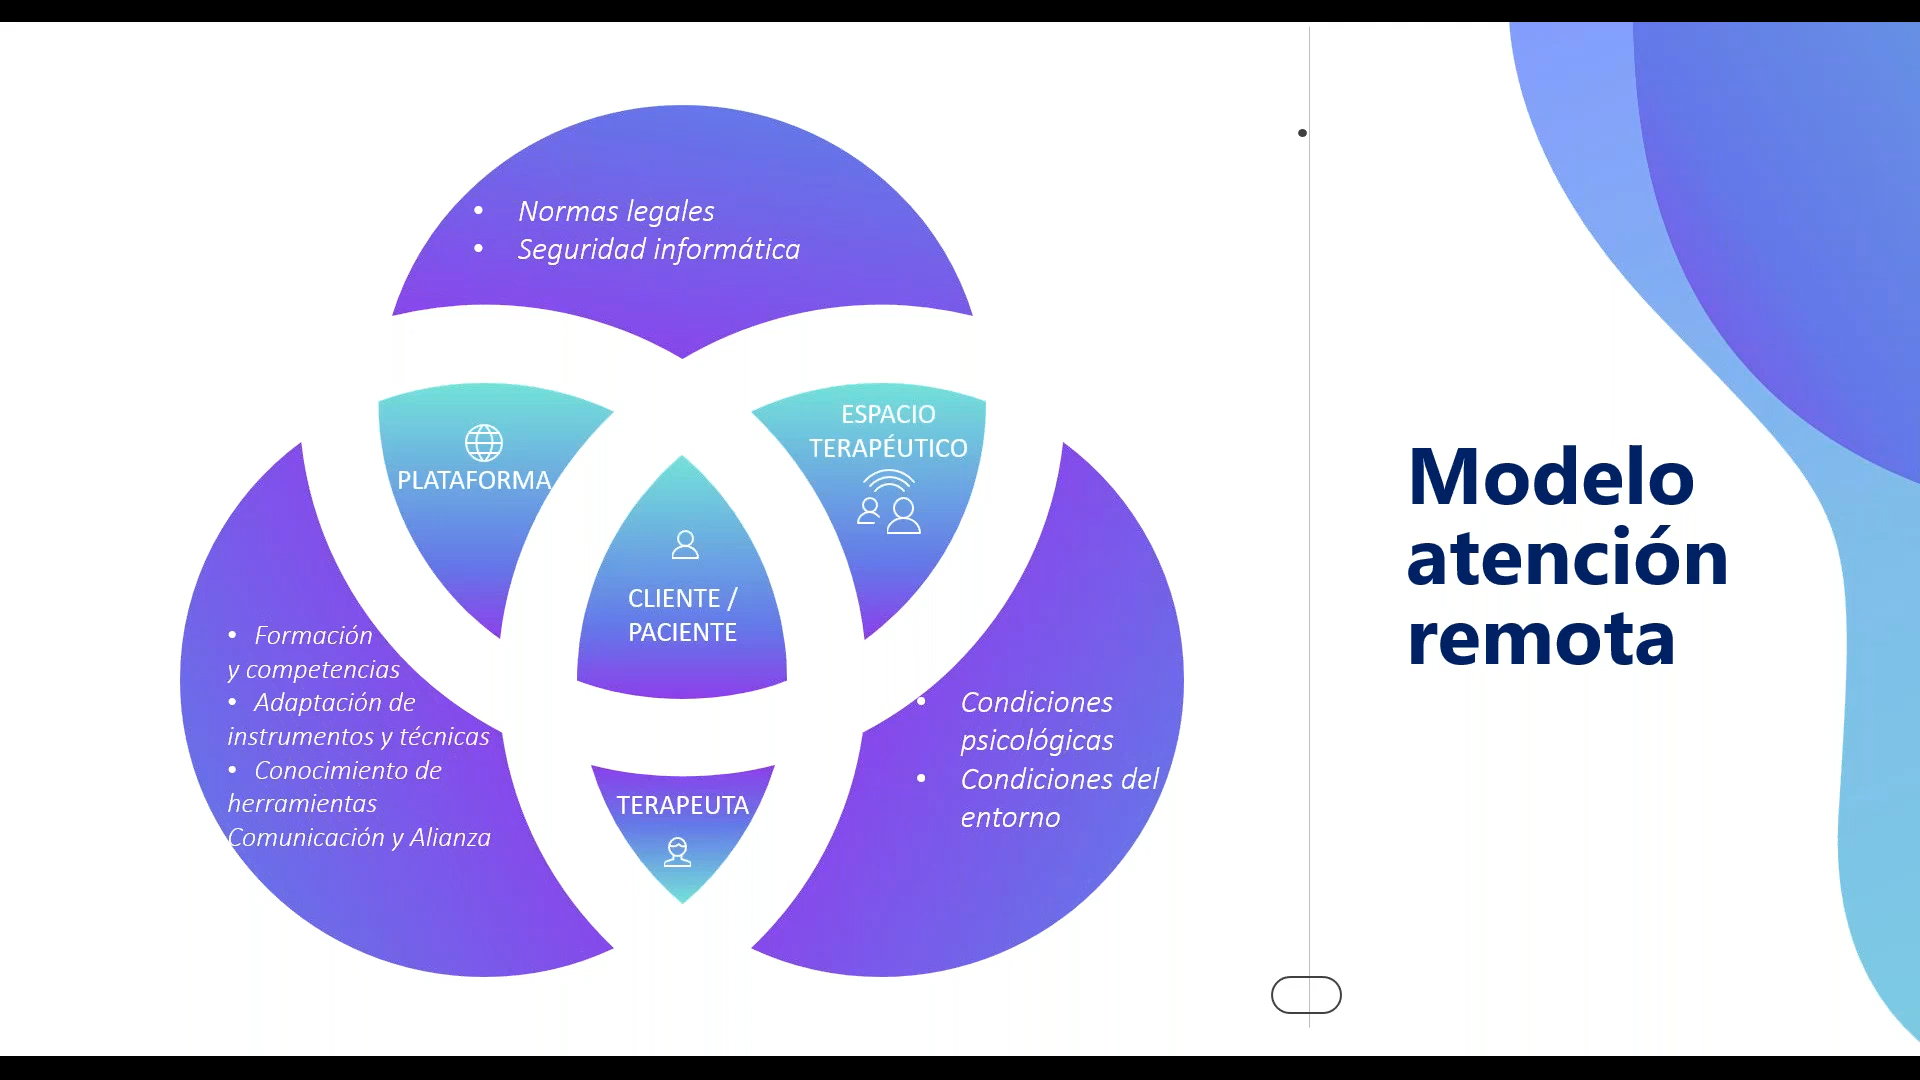 • Normas legales
• Seguridad informática
PLATAFORMA
ESPACIO
TERAPÉUTICO
CLIENTE /
PACIENTE
TERAPEUTA
• Formación
y competencias
• Adaptación de
instrumentos y técnicas
• Conocimiento de
herramientas
Comunicación y Alianza
• Condiciones
psicológicas
• Condiciones del
entorno
Modelo
atención
remota